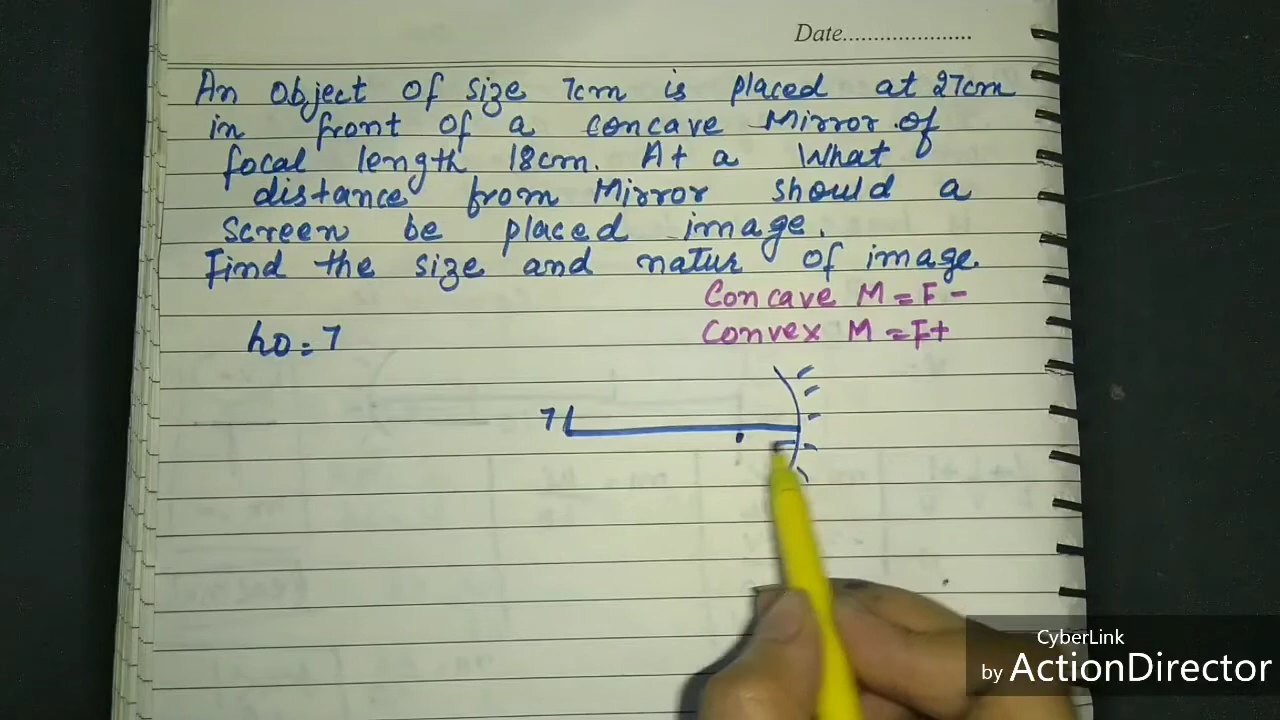 Date....................
An object of size 7cm is placed at 27cm
in front of a concave Mirror of
focal length 18cm. At a What
distance from Mirror should a
screen be placed image.
Find the size and natur of image.
Concave M = F -
Convex M = F+
ho = 7
7
CyberLink
by ActionDirector